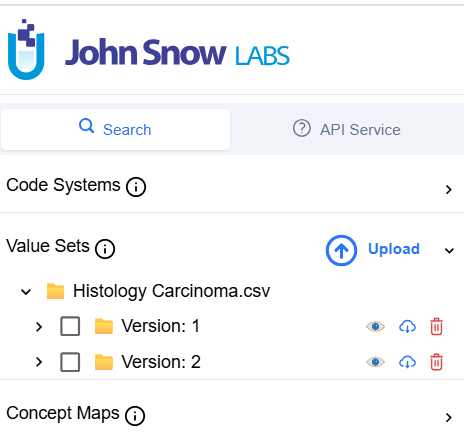 John Snow LABS
Search API Service
Code Systems
Value Sets Upload
Histology Carcinoma.csv
Version: 1
Version: 2
Concept Maps